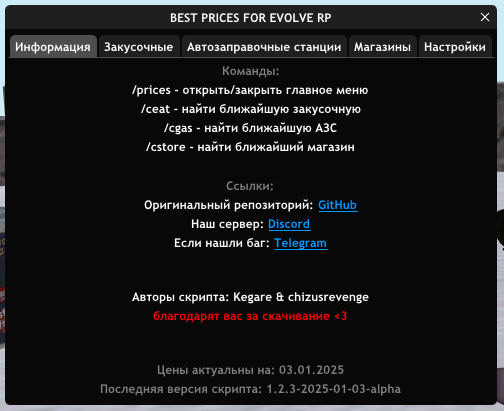 BEST PRICES FOR EVOLVE RP
Информация Закусочные Автозаправочные станции Магазины Настройки
Команды:
/prices - открыть/закрыть главное меню
/ceat - найти ближайшую закусочную
/cgas - найти ближайшую АЗС
/cstore - найти ближайший магазин
Ссылки:
Оригинальный репозиторий: GitHub
Наш сервер: Discord
Если нашли баг: Telegram
Авторы скрипта: Kegare & chizusrevenge
благодарят вас за скачивание <3
Цены актуальны на: 03.01.2025
Последняя версия скрипта: 1.2.3-2025-01-03-alpha